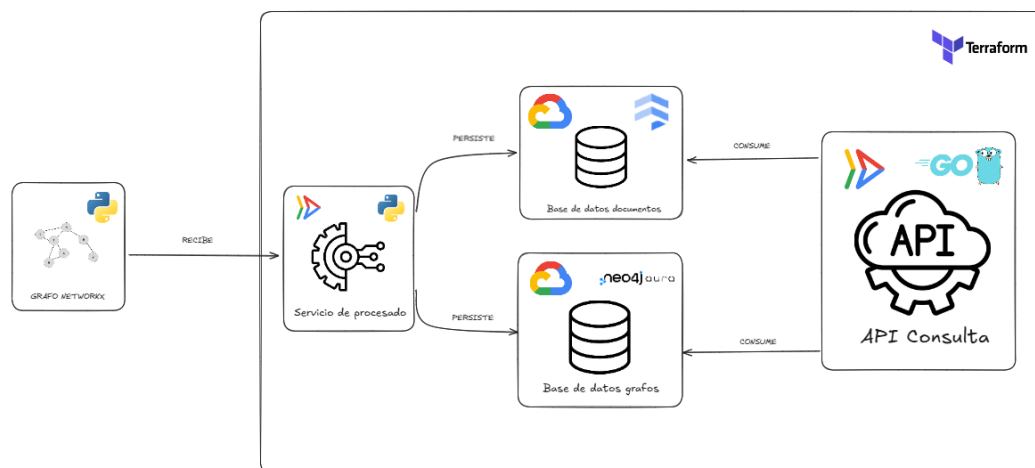 Terraform
PERSISTE
CONSUME
GO
Base de datos documentos
API
RECIBE
GRAFO NETWORKX
Servicio de procesado
neo4j aura
PERSISTE
CONSUME
API Consulta
Base de datos grafos